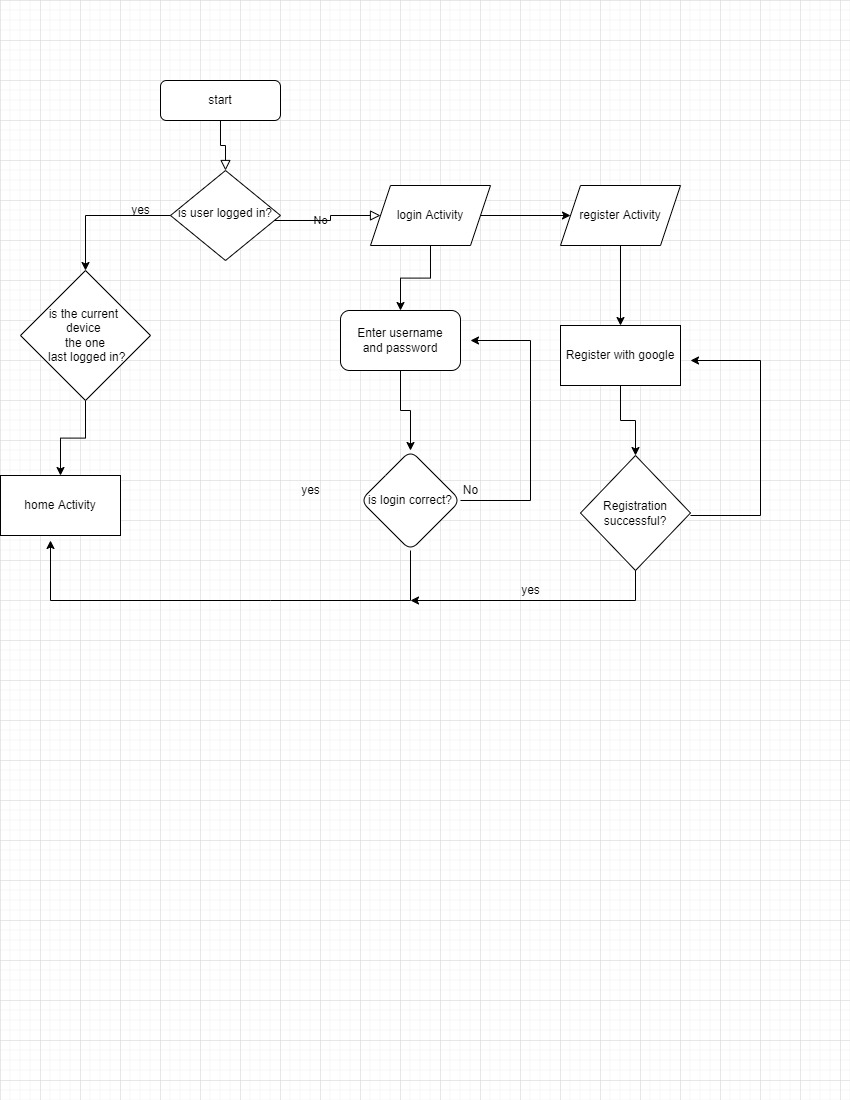 start
is user logged in?
yes
No
login Activity
register Activity
is the current
device
the one
last logged in?
Enter username
and password
Register with google
home Activity
yes
is login correct?
No
Registration
successful?
yes